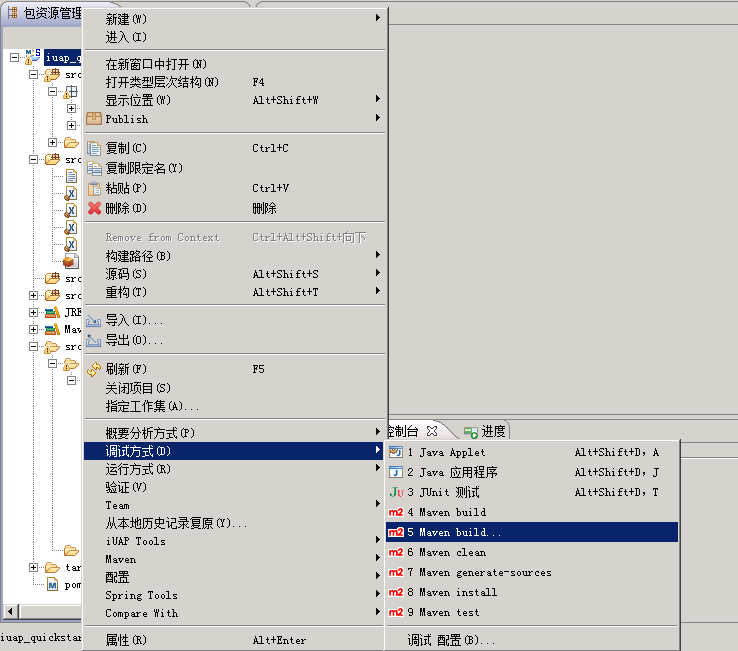 包资源管理
iuap_q
src
src
src
src
JRE
Mav
src
tar
pom
iuap_quickstar
新建(W)
进入(I)
在新窗口中打开(N)
打开类型层次结构(N) F4
显示位置(W) Alt+Shift+W
Publish
复制(C) Ctrl+C
复制限定名(Y)
粘贴(P) Ctrl+V
删除(D) 删除
Remove from Context Ctrl+Alt+Shift+向下
构建路径(B)
源码(S) Alt+Shift+S
重构(T) Alt+Shift+T
导入(I)...
导出(O)...
刷新(F) F5
关闭项目(S)
指定工作集(A)...
概要分析方式(P)
调试方式(D)
运行方式(R)
验证(V)
Team
从本地历史记录复原(Y)...
iUAP Tools
Maven
配置
Spring Tools
Compare With
属性(R) Alt+Enter
控制台 进度
1 Java Applet Alt+Shift+D, A
2 Java 应用程序 Alt+Shift+D, J
3 JUnit 测试 Alt+Shift+D, T
4 Maven build
5 Maven build...
6 Maven clean
7 Maven generate-sources
8 Maven install
9 Maven test
调试 配置(B)...